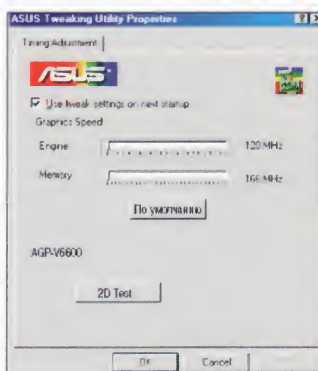 ASUS Tweaking Utility Properties
Timing Adjustment
ASUS
Use tweak settings on next startup
Graphics Speed
Engine 120 MHz
Memory 166 MHz
По умолчанию
AGP-V6600
2D Test
OK Cancel